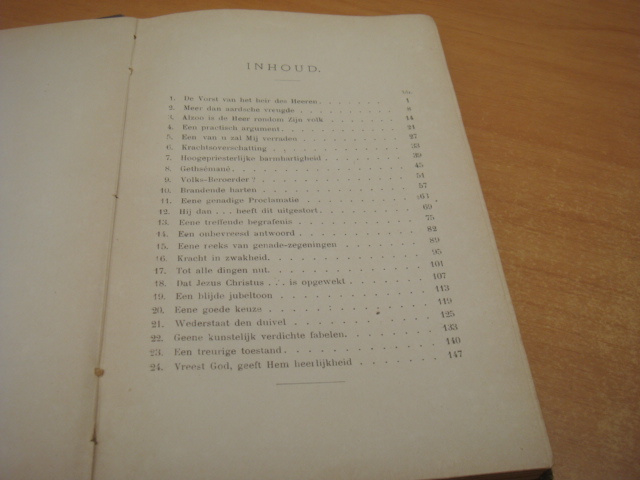 INHOUD.
Blz.
1. De Vorst van het heir des Heeren . . . . . . . . 1
2. Meer dan aardsche vreugde . . . . . . . . 8
3. Alzoo is de Heer rondom Zijn volk . . . . . . . . 14
4. Een practisch argument . . . . . . . . 21
5. Een van u zal Mij verraden . . . . . . . . 27
6. Krachtsoverschatting . . . . . . . . 33
7. Hoogepriesterlijke barmhartigheid . . . . . . . . 39
8. Gethsémané . . . . . . . . 45
9. Volks-Beroerder? . . . . . . . . 51
10. Brandende harten . . . . . . . . 57
11. Eene genadige Proclamatie . . . . . . . . 63
12. Hij dan . . . heeft dit uitgestort . . . . . . . . 69
13. Eene treffende begrafenis . . . . . . . . 75
14. Een onbevreesd antwoord . . . . . . . . 82
15. Eene reeks van genade-zegeningen . . . . . . . . 89
16. Kracht in zwakheid . . . . . . . . 95
17. Tot alle dingen nut . . . . . . . . 101
18. Dat Jezus Christus . . . is opgewekt . . . . . . . . 107
19. Een blijde jubeltoon . . . . . . . . 113
20. Eene goede keuze . . . . . . . . 119
21. Wederstaat den duivel . . . . . . . . 125
22. Geene kunstelijk verdichte fabelen . . . . . . . . 133
23. Een treurige toestand . . . . . . . . 140
24. Vreest God, geeft Hem heerlijkheid . . . . . . . . 147